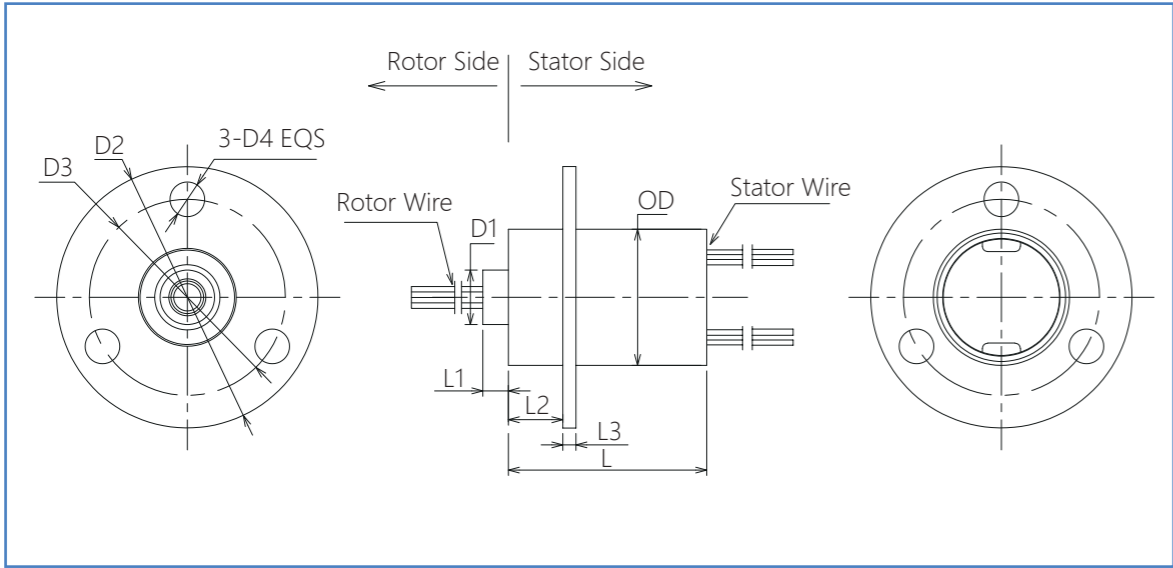 Rotor Side
Stator Side
3-D4 EQS
D2
D3
Rotor Wire
D1
OD
Stator Wire
L1
L2
L3
L